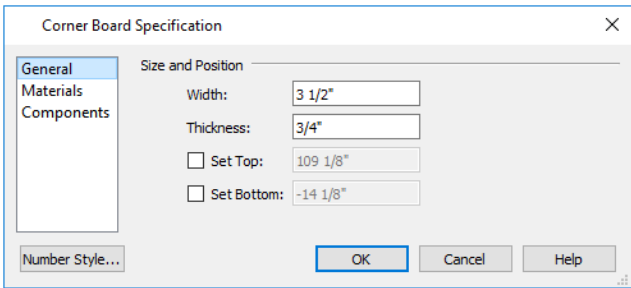 Corner Board Specification
General
Materials
Components
Size and Position
Width: 3 1/2"
Thickness: 3/4"
Set Top: 109 1/8"
Set Bottom: -14 1/8"
Number Style... OK Cancel Help